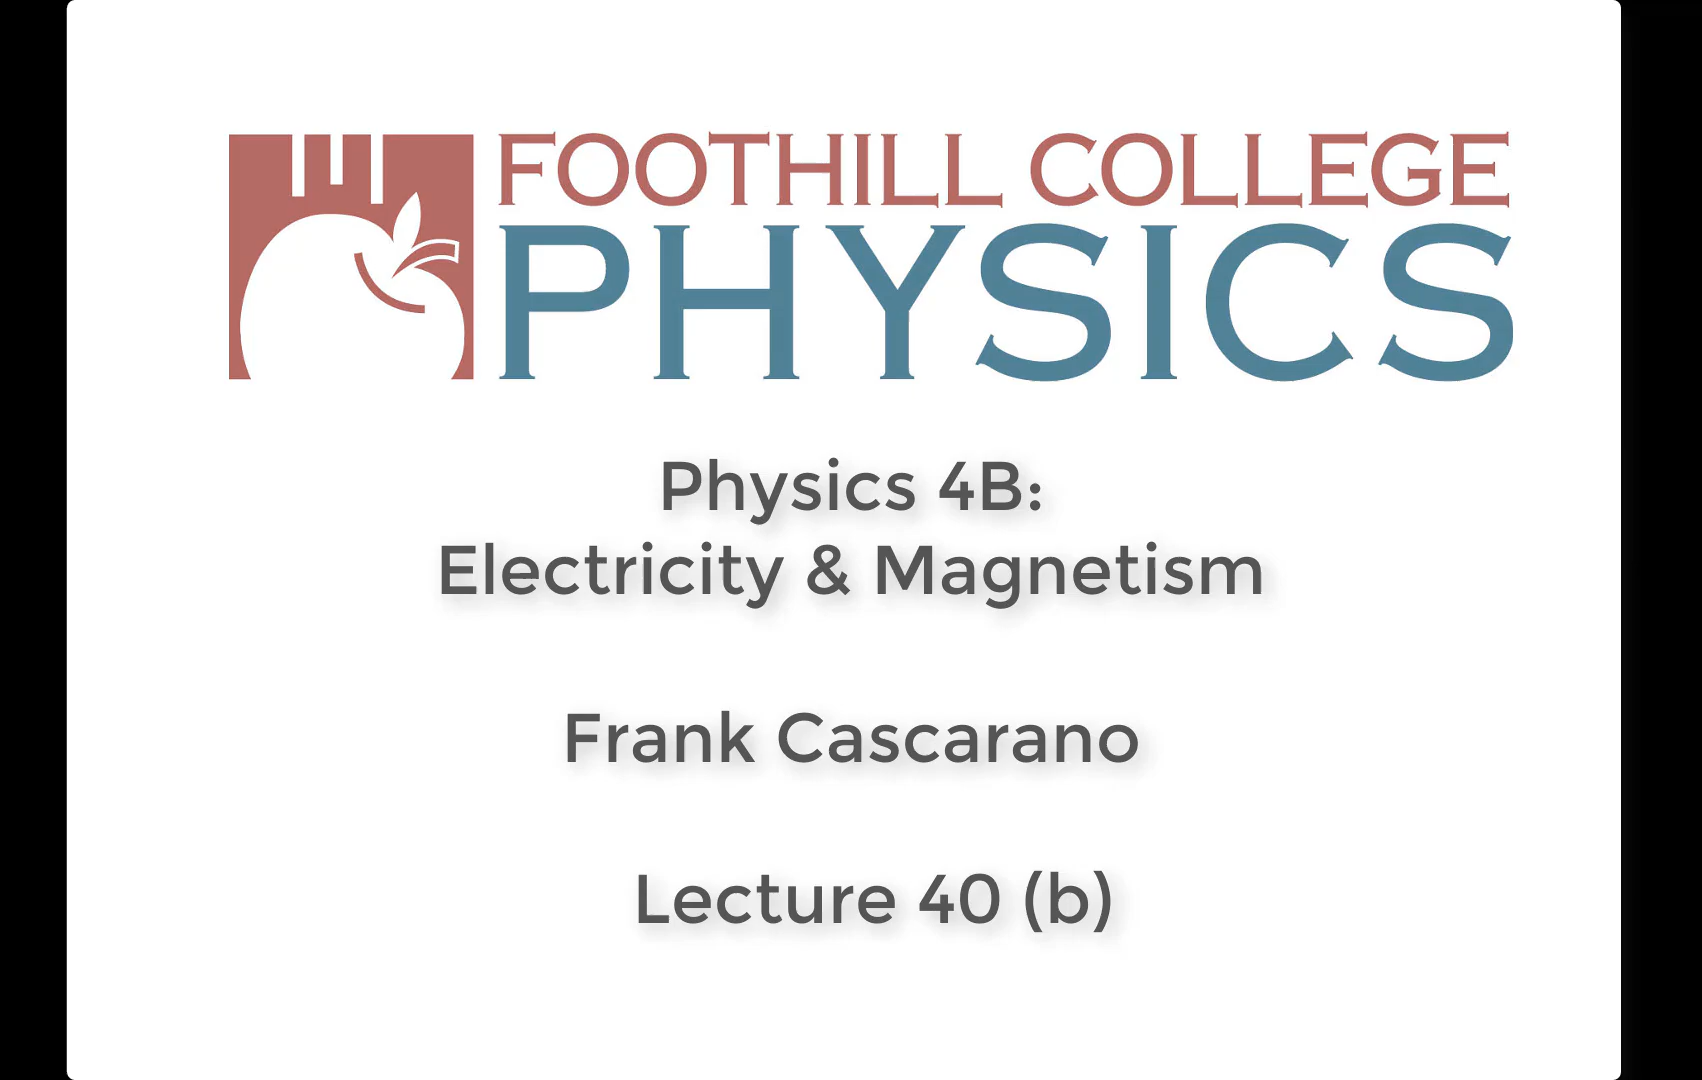 FOOTHILL COLLEGE
PHYSICS
Physics 4B:
Electricity & Magnetism
Frank Cascarano
Lecture 40 (b)